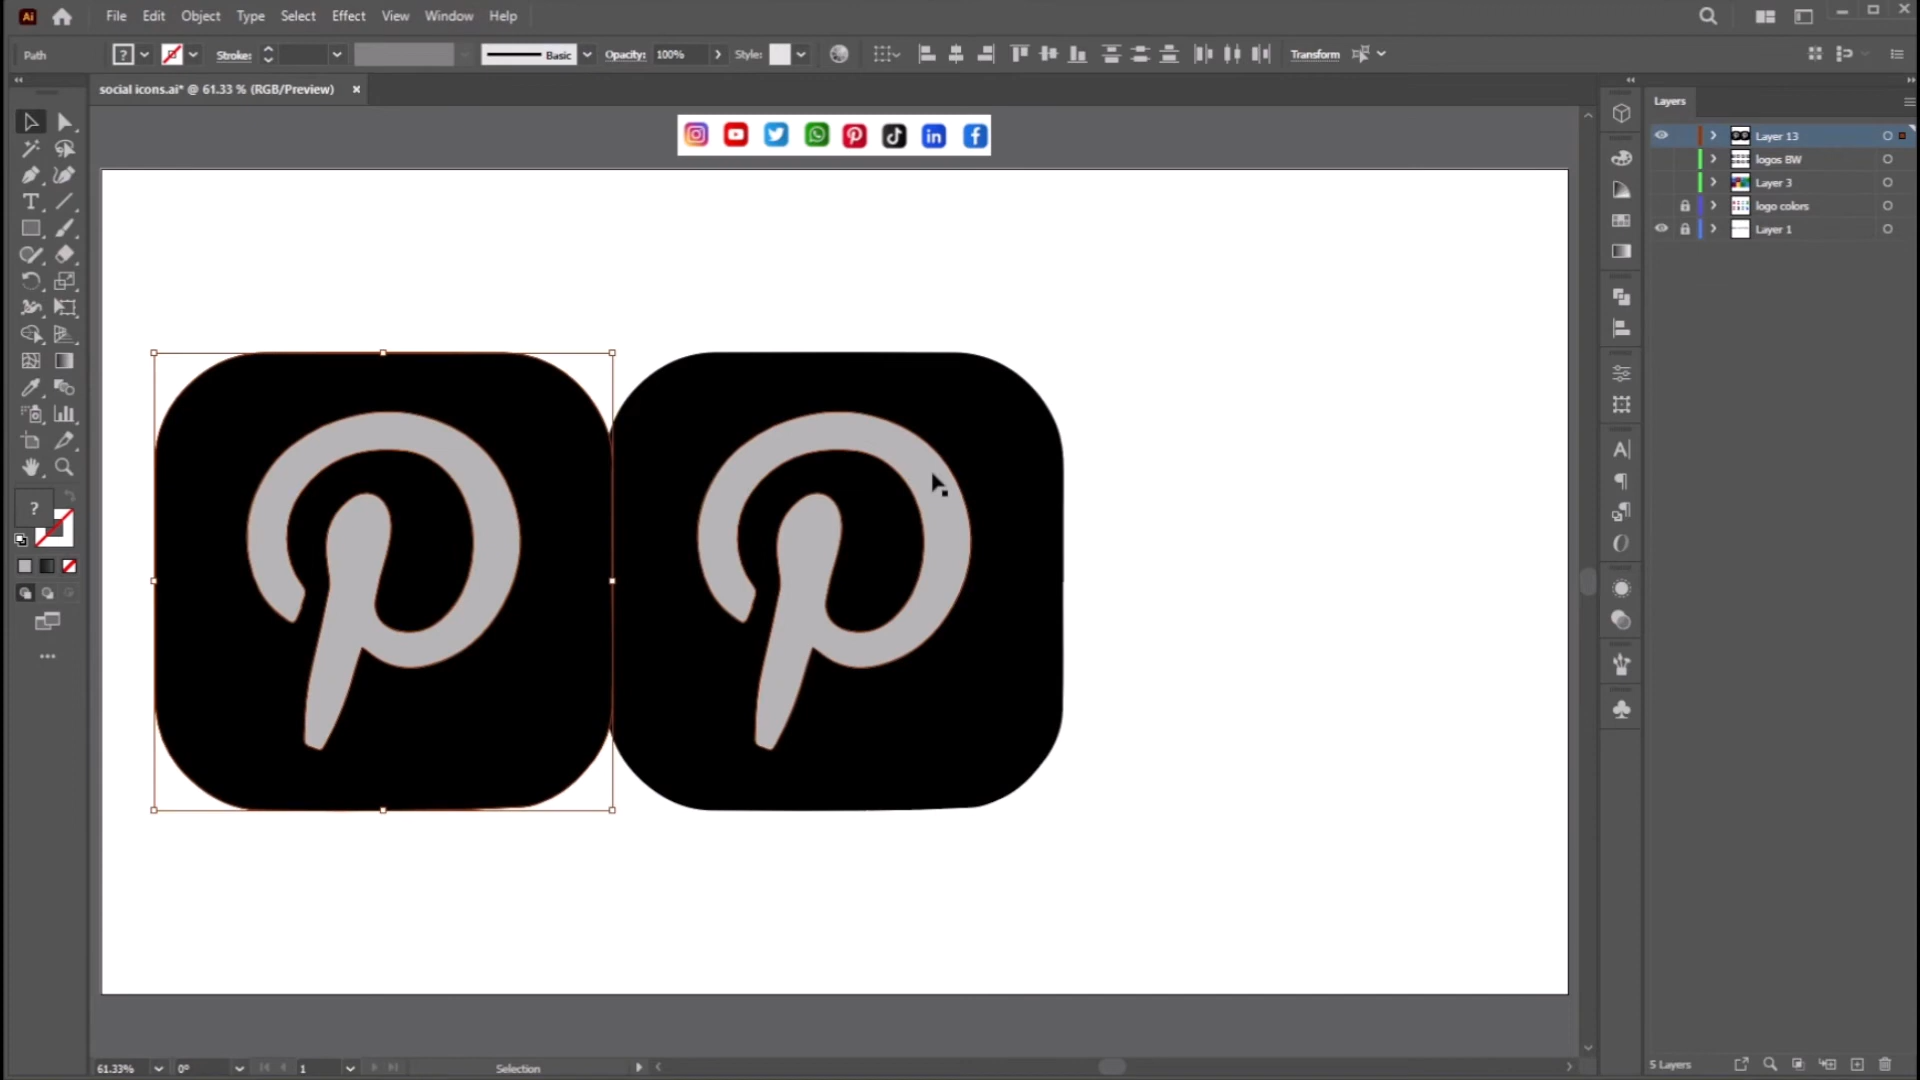 Ai File Edit Object Type Select Effect View Window Help
Path ? Stroke: Basic Opacity: 100% Style: Transform
social icons.ai* @ 61.33 % (RGB/Preview) ×
Layers
Layer 13
logos BW
Layer 3
logo colors
Layer 1
?
61.33% 0° 1 Selection
5 Layers